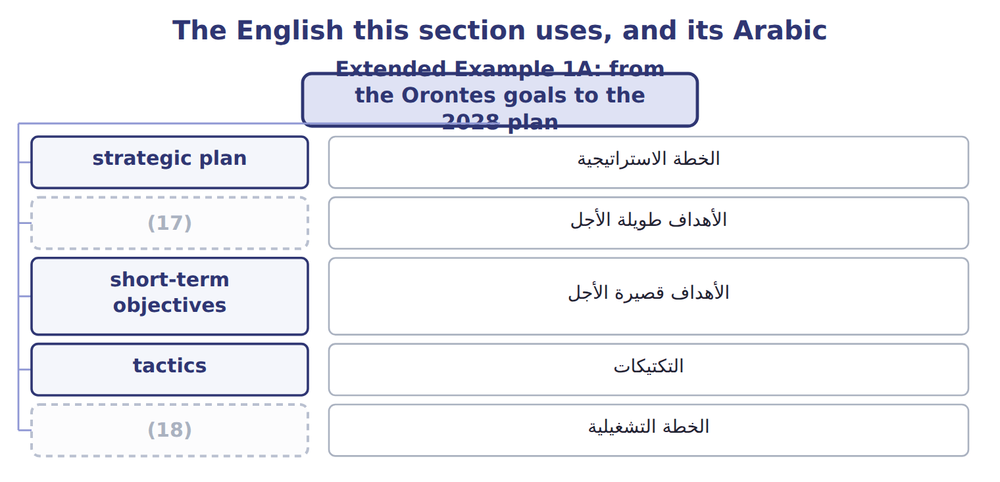 The English this section uses, and its Arabic
Extended Example 1A: from
the Orontes goals to the
2028 plan
strategic plan
الخطة الاستراتيجية
(17)
الأهداف طويلة الأجل
short-term
objectives
الأهداف قصيرة الأجل
tactics
التكتيكات
(18)
الخطة التشغيلية